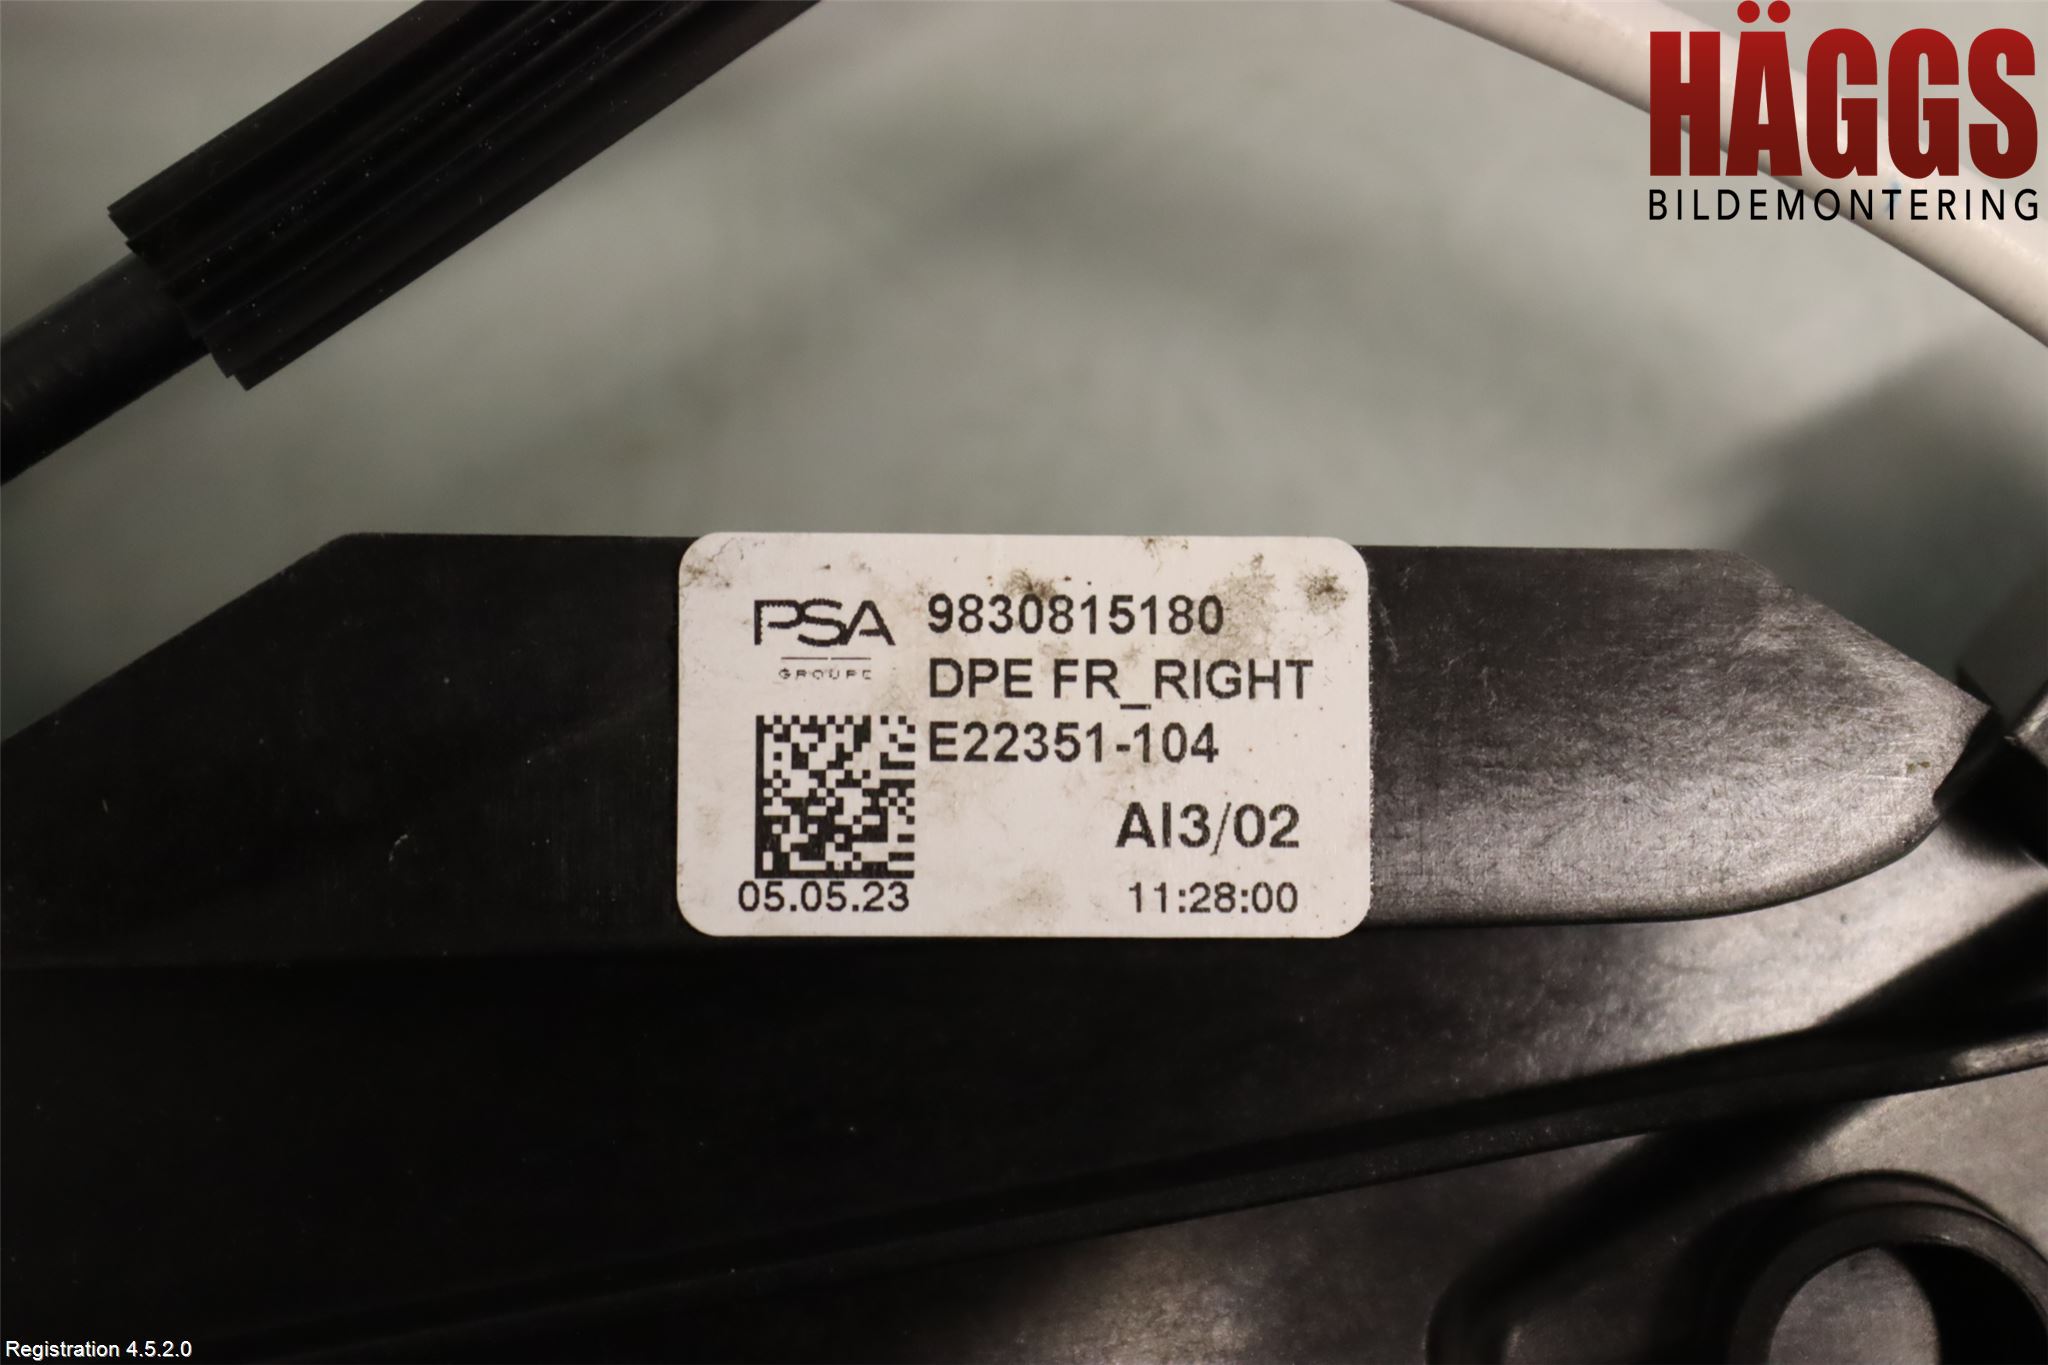 HÄGGS
BILDEMONTERING
PSA
GROUPE
9830815180
DPE FR_RIGHT
E22351-104
AI3/02
05.05.23
11:28:00
Registration 4.5.2.0